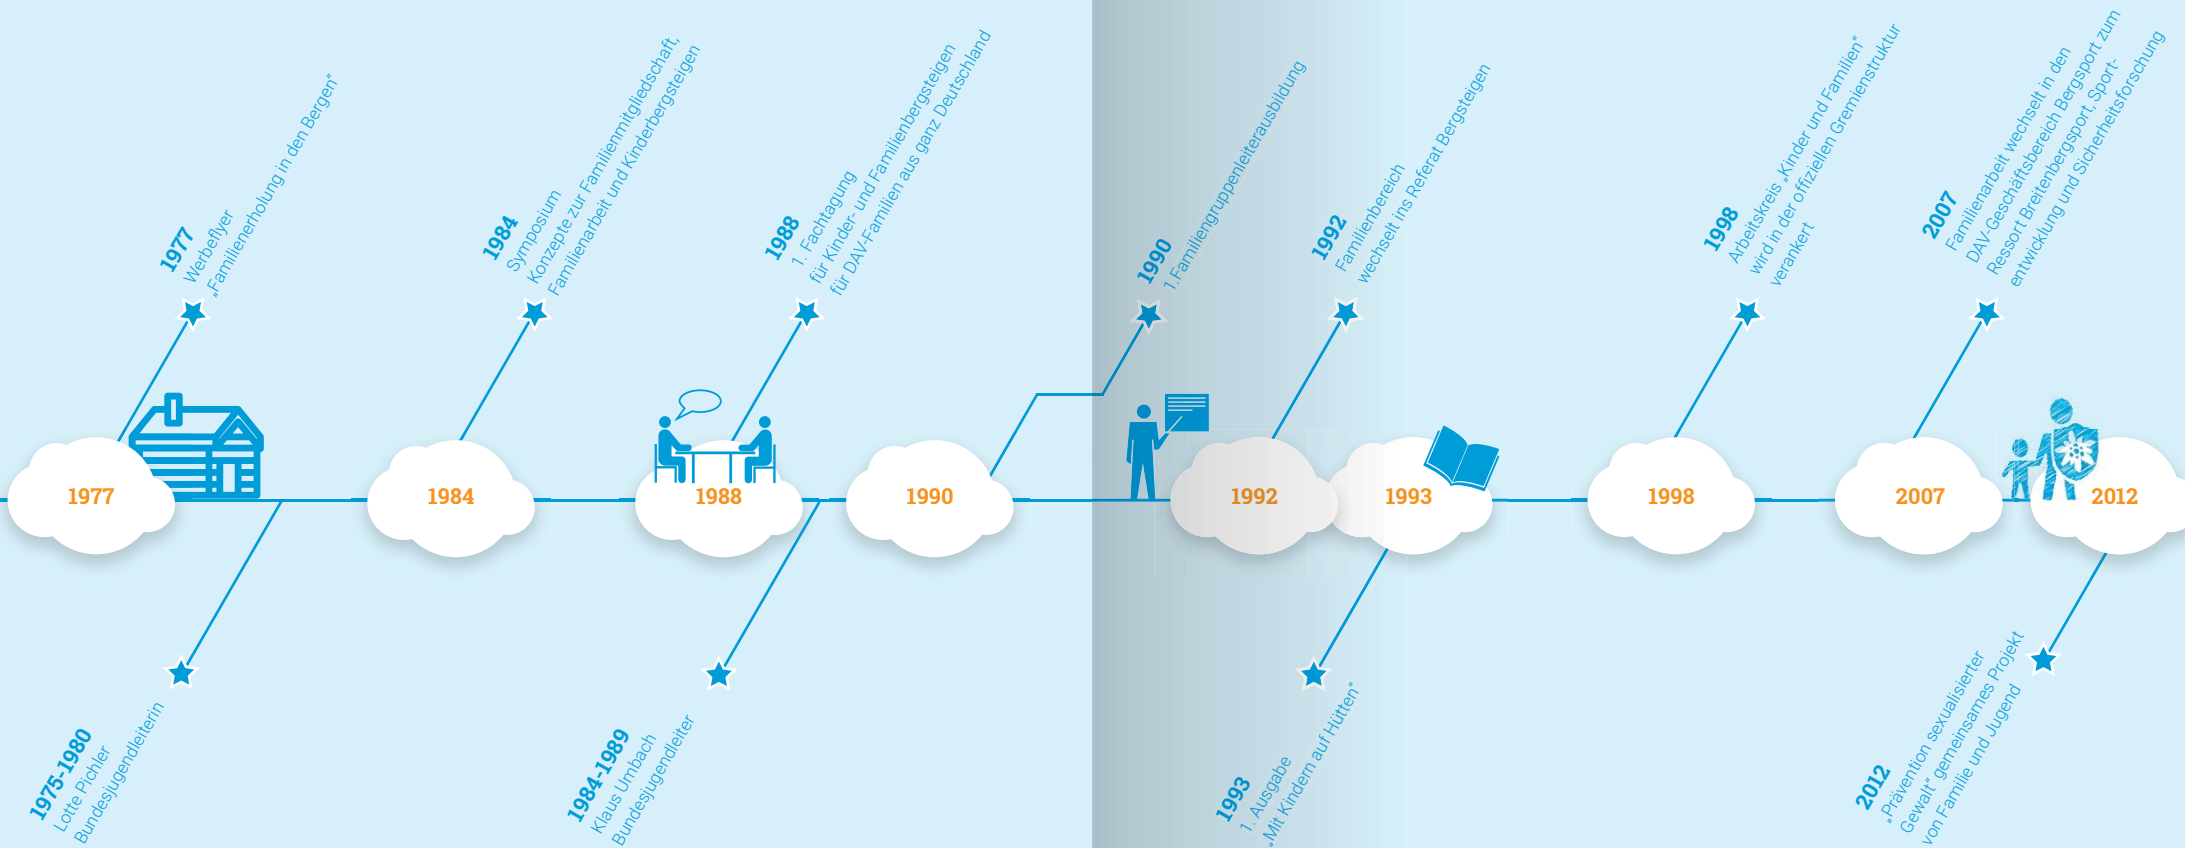 1977
Werbeflyer
„Familienerholung in den Bergen“
1984
Symposium
Konzepte zur Familienmitgliedschaft,
Familienarbeit und Kinderbergsteigen
1988
1. Fachtagung
für Kinder- und Familienbergsteigen
für DAV-Familien aus ganz Deutschland
1990
1.Familiengruppenleiterausbildung
1992
Familienbereich
wechselt ins Referat Bergsteigen
1998
Arbeitskreis „Kinder und Familien“
wird in der offiziellen Gremienstruktur
verankert
2007
Familienarbeit wechselt in den
DAV-Geschäftsbereich Bergsport zum
Ressort Breitenbergsport, Sport-
entwicklung und Sicherheitsforschung
1977
1984
1988
1990
1992
1993
1998
2007
2012
1975-1980
Lotte Pichler
Bundesjugendleiterin
1984-1989
Klaus Umbach
Bundesjugendleiter
1993
1. Ausgabe
„Mit Kindern auf Hütten“
2012
„Prävention sexualisierter
Gewalt“ gemeinsames Projekt
von Familie und Jugend